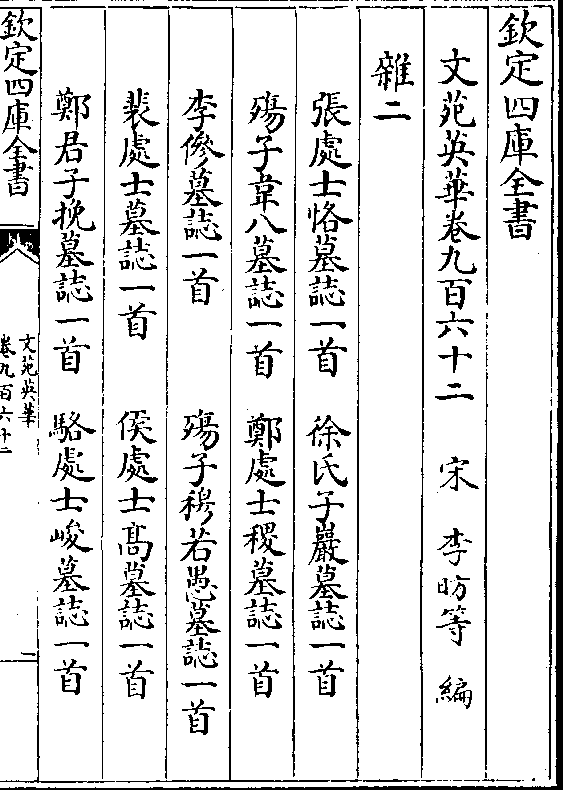 欽定四庫全書
文苑英華卷九百六十二　宋　李昉等　編
雜二
張處士恪墓誌一首　徐氏子巖墓誌一首
殤子韋八墓誌一首　鄭處士稷墓誌一首
李修墓誌一首　殤子穆若愚墓誌一首
裴處士墓誌一首　侯處士髙墓誌一首
鄭君子挽墓誌一首　駱處士峻墓誌一首
欽定四庫全書
文苑英華
卷九百六十二
一